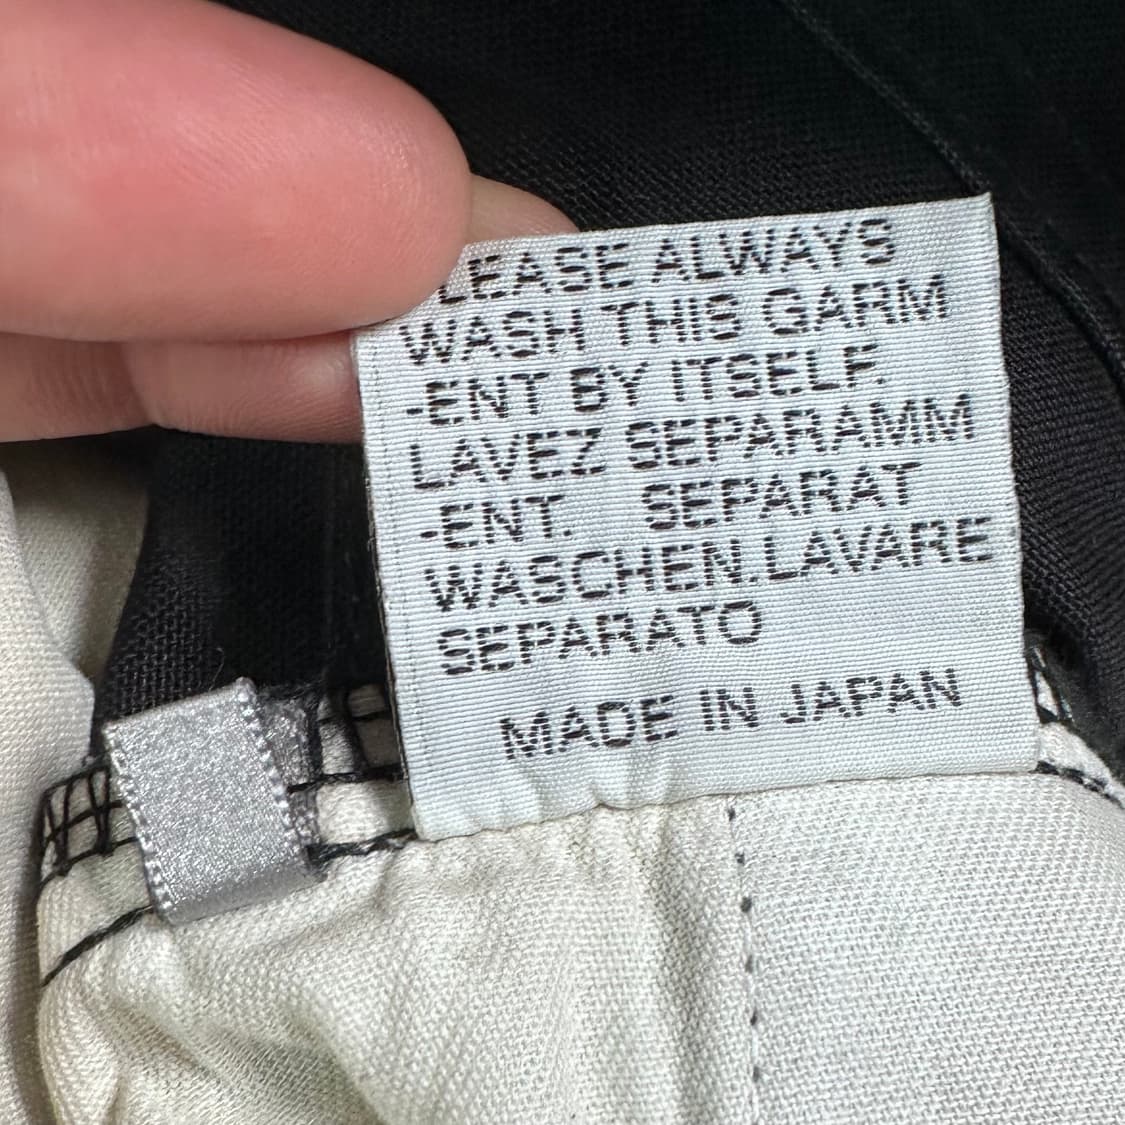 LEASE ALWAYS
WASH THIS GARM
-ENT BY ITSELF.
LAVEZ SEPARAMM
-ENT. SEPARAT
WASCHEN.LAVARE
SEPARATO
MADE IN JAPAN